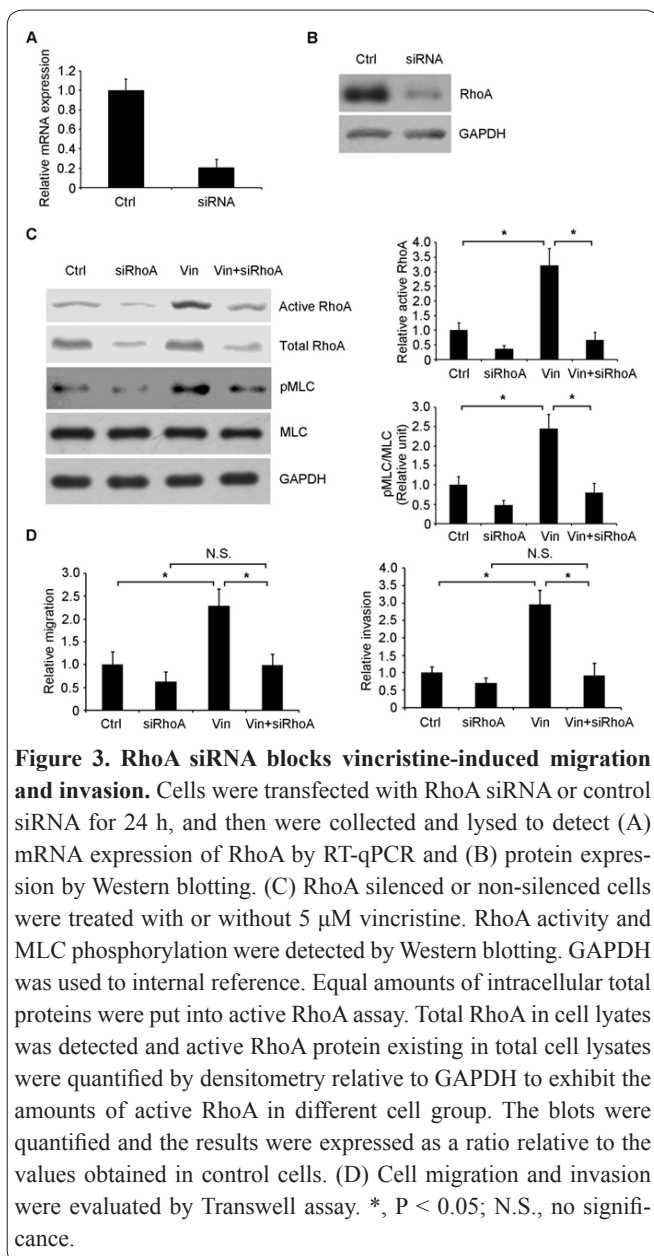 A
Relative mRNA expression
1.2
1.0
0.8
0.6
0.4
0.2
0
Ctrl siRNA
B
Ctrl siRNA
RhoA
GAPDH
C
Ctrl siRhoA Vin Vin+siRhoA
Active RhoA
Total RhoA
pMLC
MLC
GAPDH
Relative active RhoA
4.0
3.5
3.0
2.5
2.0
1.5
1.0
0.5
0
* *
Ctrl siRhoA Vin Vin+siRhoA
pMLC/MLC
(Relative unit)
3.0
2.5
2.0
1.5
1.0
0.5
0
* *
Ctrl siRhoA Vin Vin+siRhoA
D
Relative migration
3.0
2.5
2.0
1.5
1.0
0.5
0
N.S.
* *
Ctrl siRhoA Vin Vin+siRhoA
Relative invasion
4.0
3.5
3.0
2.5
2.0
1.5
1.0
0.5
0
N.S.
* *
Ctrl siRhoA Vin Vin+siRhoA
Figure 3. RhoA siRNA blocks vincristine-induced migration
and invasion. Cells were transfected with RhoA siRNA or control
siRNA for 24 h, and then were collected and lysed to detect (A)
mRNA expression of RhoA by RT-qPCR and (B) protein expres-
sion by Western blotting. (C) RhoA silenced or non-silenced cells
were treated with or without 5 μM vincristine. RhoA activity and
MLC phosphorylation were detected by Western blotting. GAPDH
was used to internal reference. Equal amounts of intracellular total
proteins were put into active RhoA assay. Total RhoA in cell lyates
was detected and active RhoA protein existing in total cell lysates
were quantified by densitometry relative to GAPDH to exhibit the
amounts of active RhoA in different cell group. The blots were
quantified and the results were expressed as a ratio relative to the
values obtained in control cells. (D) Cell migration and invasion
were evaluated by Transwell assay. *, P < 0.05; N.S., no signifi-
cance.